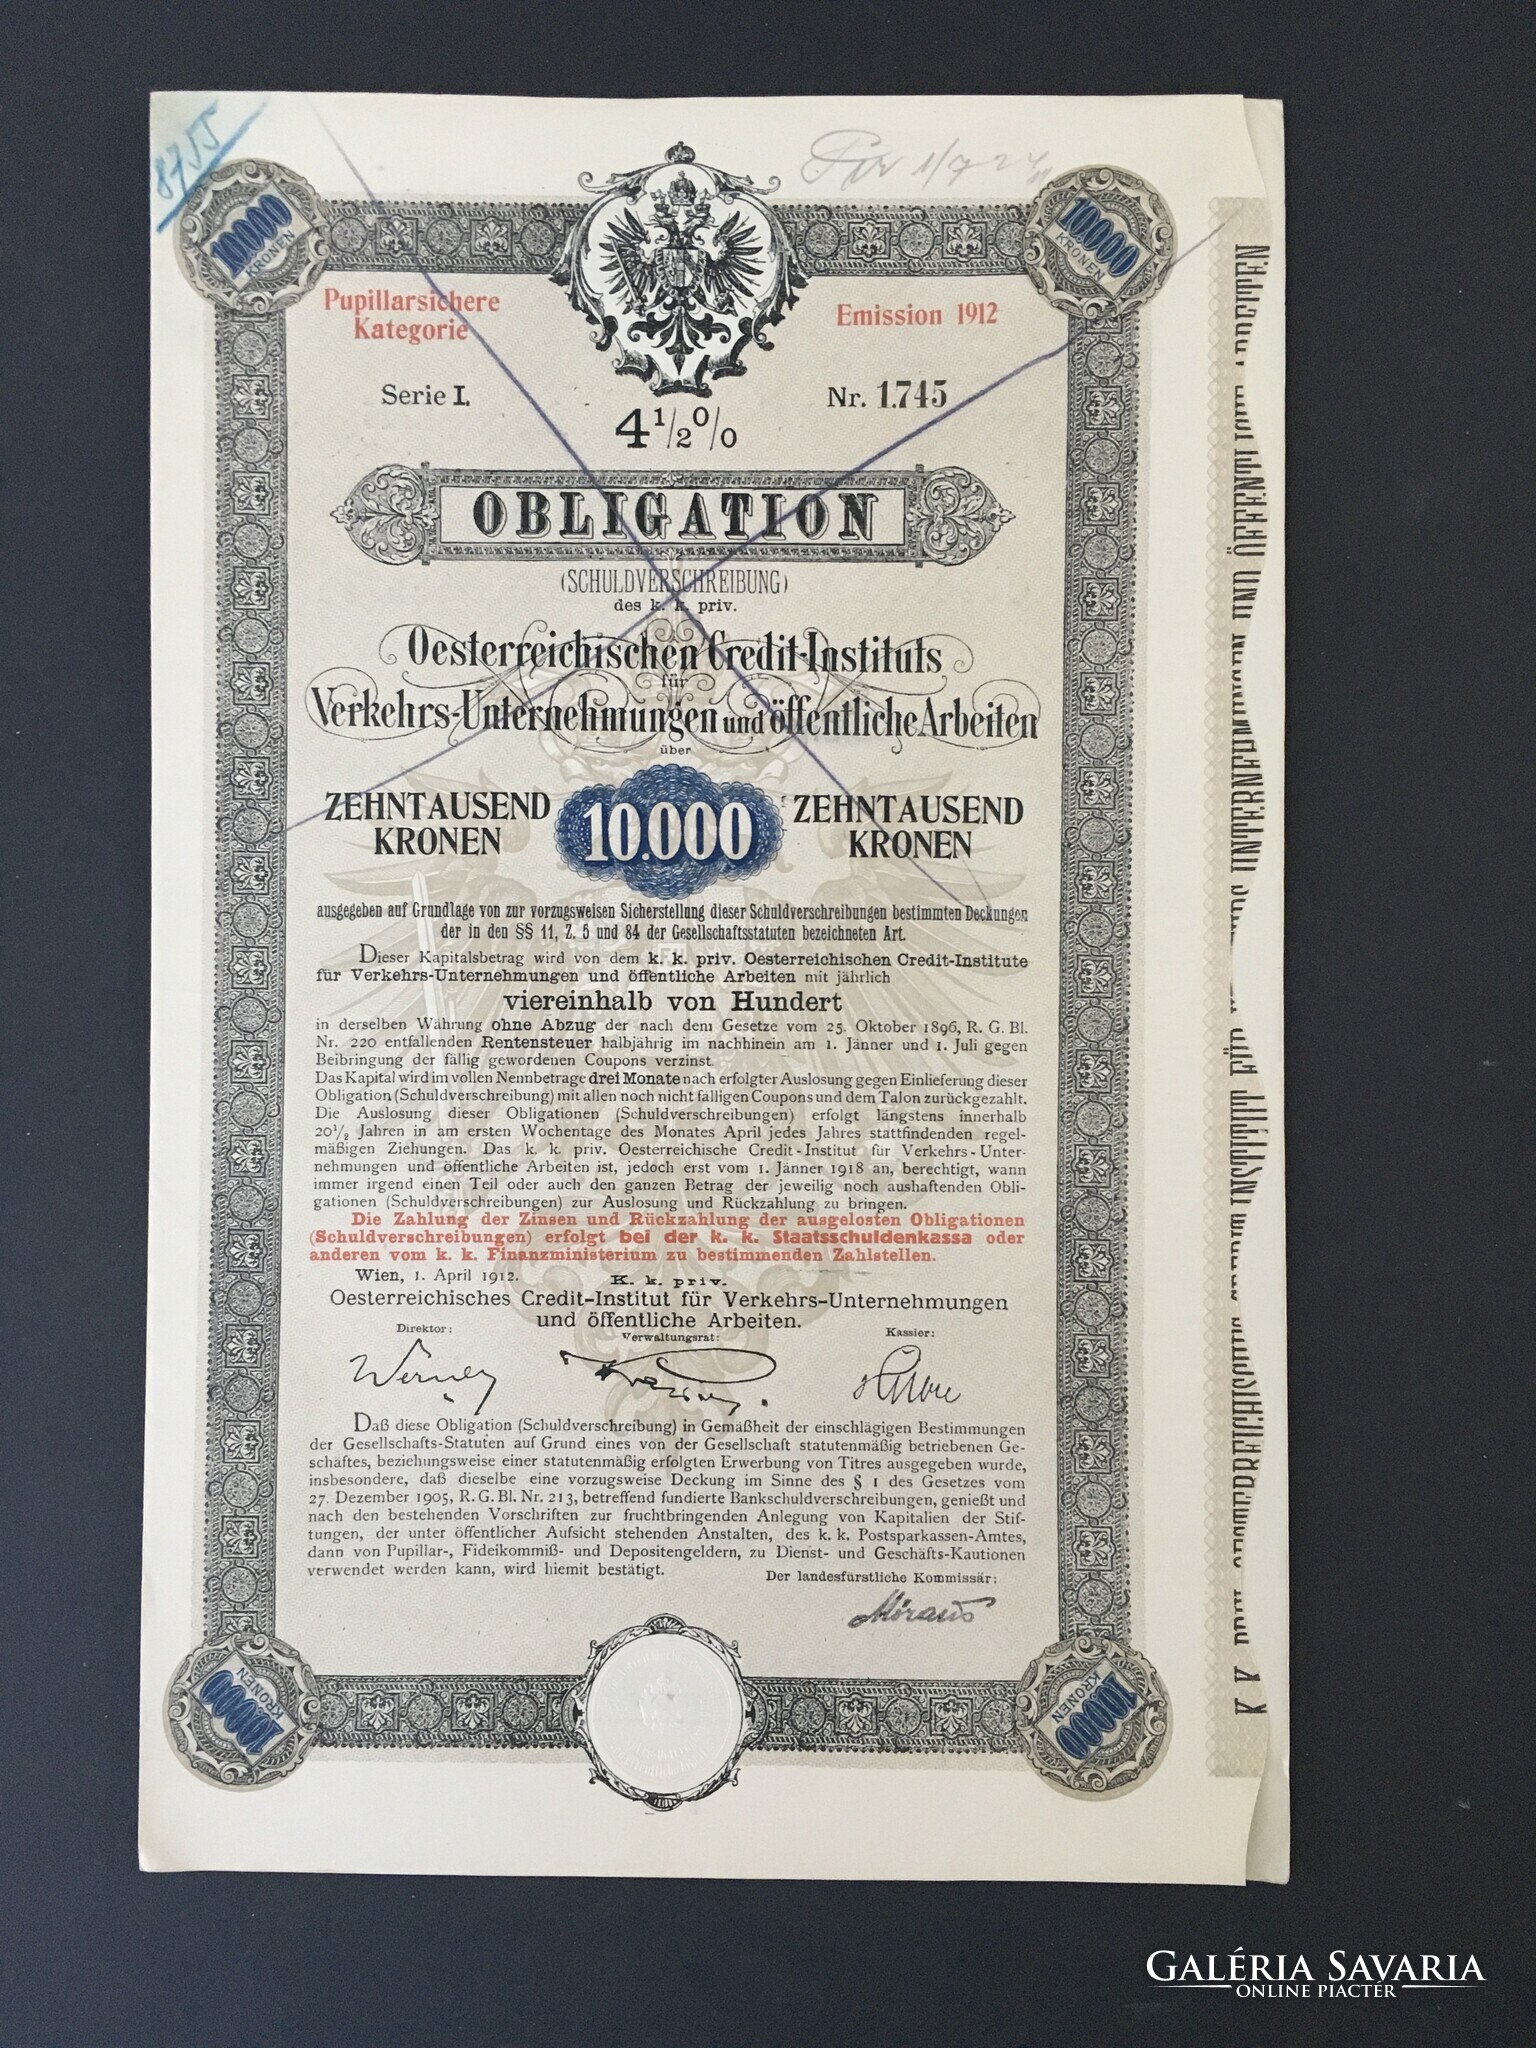 8755
Für 1/7 2
10.000
KRONEN
10.000
KRONEN
Pupillarsichere
Kategorie
Emission 1912
Serie I.
Nr. 1.745
4 1/2 %
OBLIGATION
(SCHULDVERSCHREIBUNG)
des k. k. priv.
Oesterreichischen Credit-Instituts
für
Verkehrs-Unternehmungen und öffentliche Arbeiten
über
ZEHNTAUSEND
KRONEN
10.000
ZEHNTAUSEND
KRONEN
ausgegeben auf Grundlage von zur vorzugsweisen Sicherstellung dieser Schuldverschreibungen bestimmten Deckungen
der in den §§ 11, Z. 5 und 84 der Gesellschaftsstatuten bezeichneten Art.
Dieser Kapitalsbetrag wird von dem k. k. priv. Oesterreichischen Credit-Institute
für Verkehrs-Unternehmungen und öffentliche Arbeiten mit jährlich
viereinhalb von Hundert
in derselben Währung ohne Abzug der nach dem Gesetze vom 25. Oktober 1896, R. G. Bl.
Nr. 220 entfallenden Rentensteuer halbjährig im nachhinein am 1. Jänner und 1. Juli gegen
Beibringung der fällig gewordenen Coupons verzinst
Das Kapital wird im vollen Nennbetrage drei Monate nach erfolgter Auslosung gegen Einlieferung dieser
Obligation (Schuldverschreibung) mit allen noch nicht fälligen Coupons und dem Talon zurückgezahlt.
Die Auslosung dieser Obligationen (Schuldverschreibungen) erfolgt längstens innerhalb
20 1/2 Jahren in am ersten Wochentage des Monates April jedes Jahres stattfindenden regel-
mäßigen Ziehungen. Das k. k. priv. Oesterreichische Credit-Institut für Verkehrs-Unter-
nehmungen und öffentliche Arbeiten ist, jedoch erst vom 1. Jänner 1918 an, berechtigt, wann
immer irgend einen Teil oder auch den ganzen Betrag der jeweilig noch aushaftenden Obli-
gationen (Schuldverschreibungen) zur Auslosung und Rückzahlung zu bringen.
Die Zahlung der Zinsen und Rückzahlung der ausgelosten Obligationen
(Schuldverschreibungen) erfolgt bei der k. k. Staatsschuldenkassa oder
anderen vom k. k. Finanzministerium zu bestimmenden Zahlstellen.
Wien, 1. April 1912.
K. k. priv.
Oesterreichisches Credit-Institut für Verkehrs-Unternehmungen
und öffentliche Arbeiten.
Direktor:
Verwaltungsrat:
Kassier:
Daß diese Obligation (Schuldverschreibung) in Gemäßheit der einschlägigen Bestimmungen
der Gesellschafts-Statuten auf Grund eines von der Gesellschaft statutenmäßig betriebenen Ge-
schäftes, beziehungsweise einer statutenmäßig erfolgten Erwerbung von Titres ausgegeben wurde,
insbesondere, daß dieselbe eine vorzugsweise Deckung im Sinne des § 1 des Gesetzes vom
27. Dezember 1905, R. G. Bl. Nr. 213, betreffend fundierte Bankschuldverschreibungen, genießt und
nach den bestehenden Vorschriften zur fruchtbringenden Anlegung von Kapitalien der Stif-
tungen, der unter öffentlicher Aufsicht stehenden Anstalten, des k. k. Postsparkassen-Amtes,
dann von Pupillar-, Fideikommiß- und Depositengeldern, zu Dienst- und Geschäfts-Kautionen
verwendet werden kann, wird hiemit bestätigt.
Der landesfürstliche Kommissär:
10.000
KRONEN
10.000
KRONEN
GALÉRIA SAVARIA
ONLINE PIACTÉR